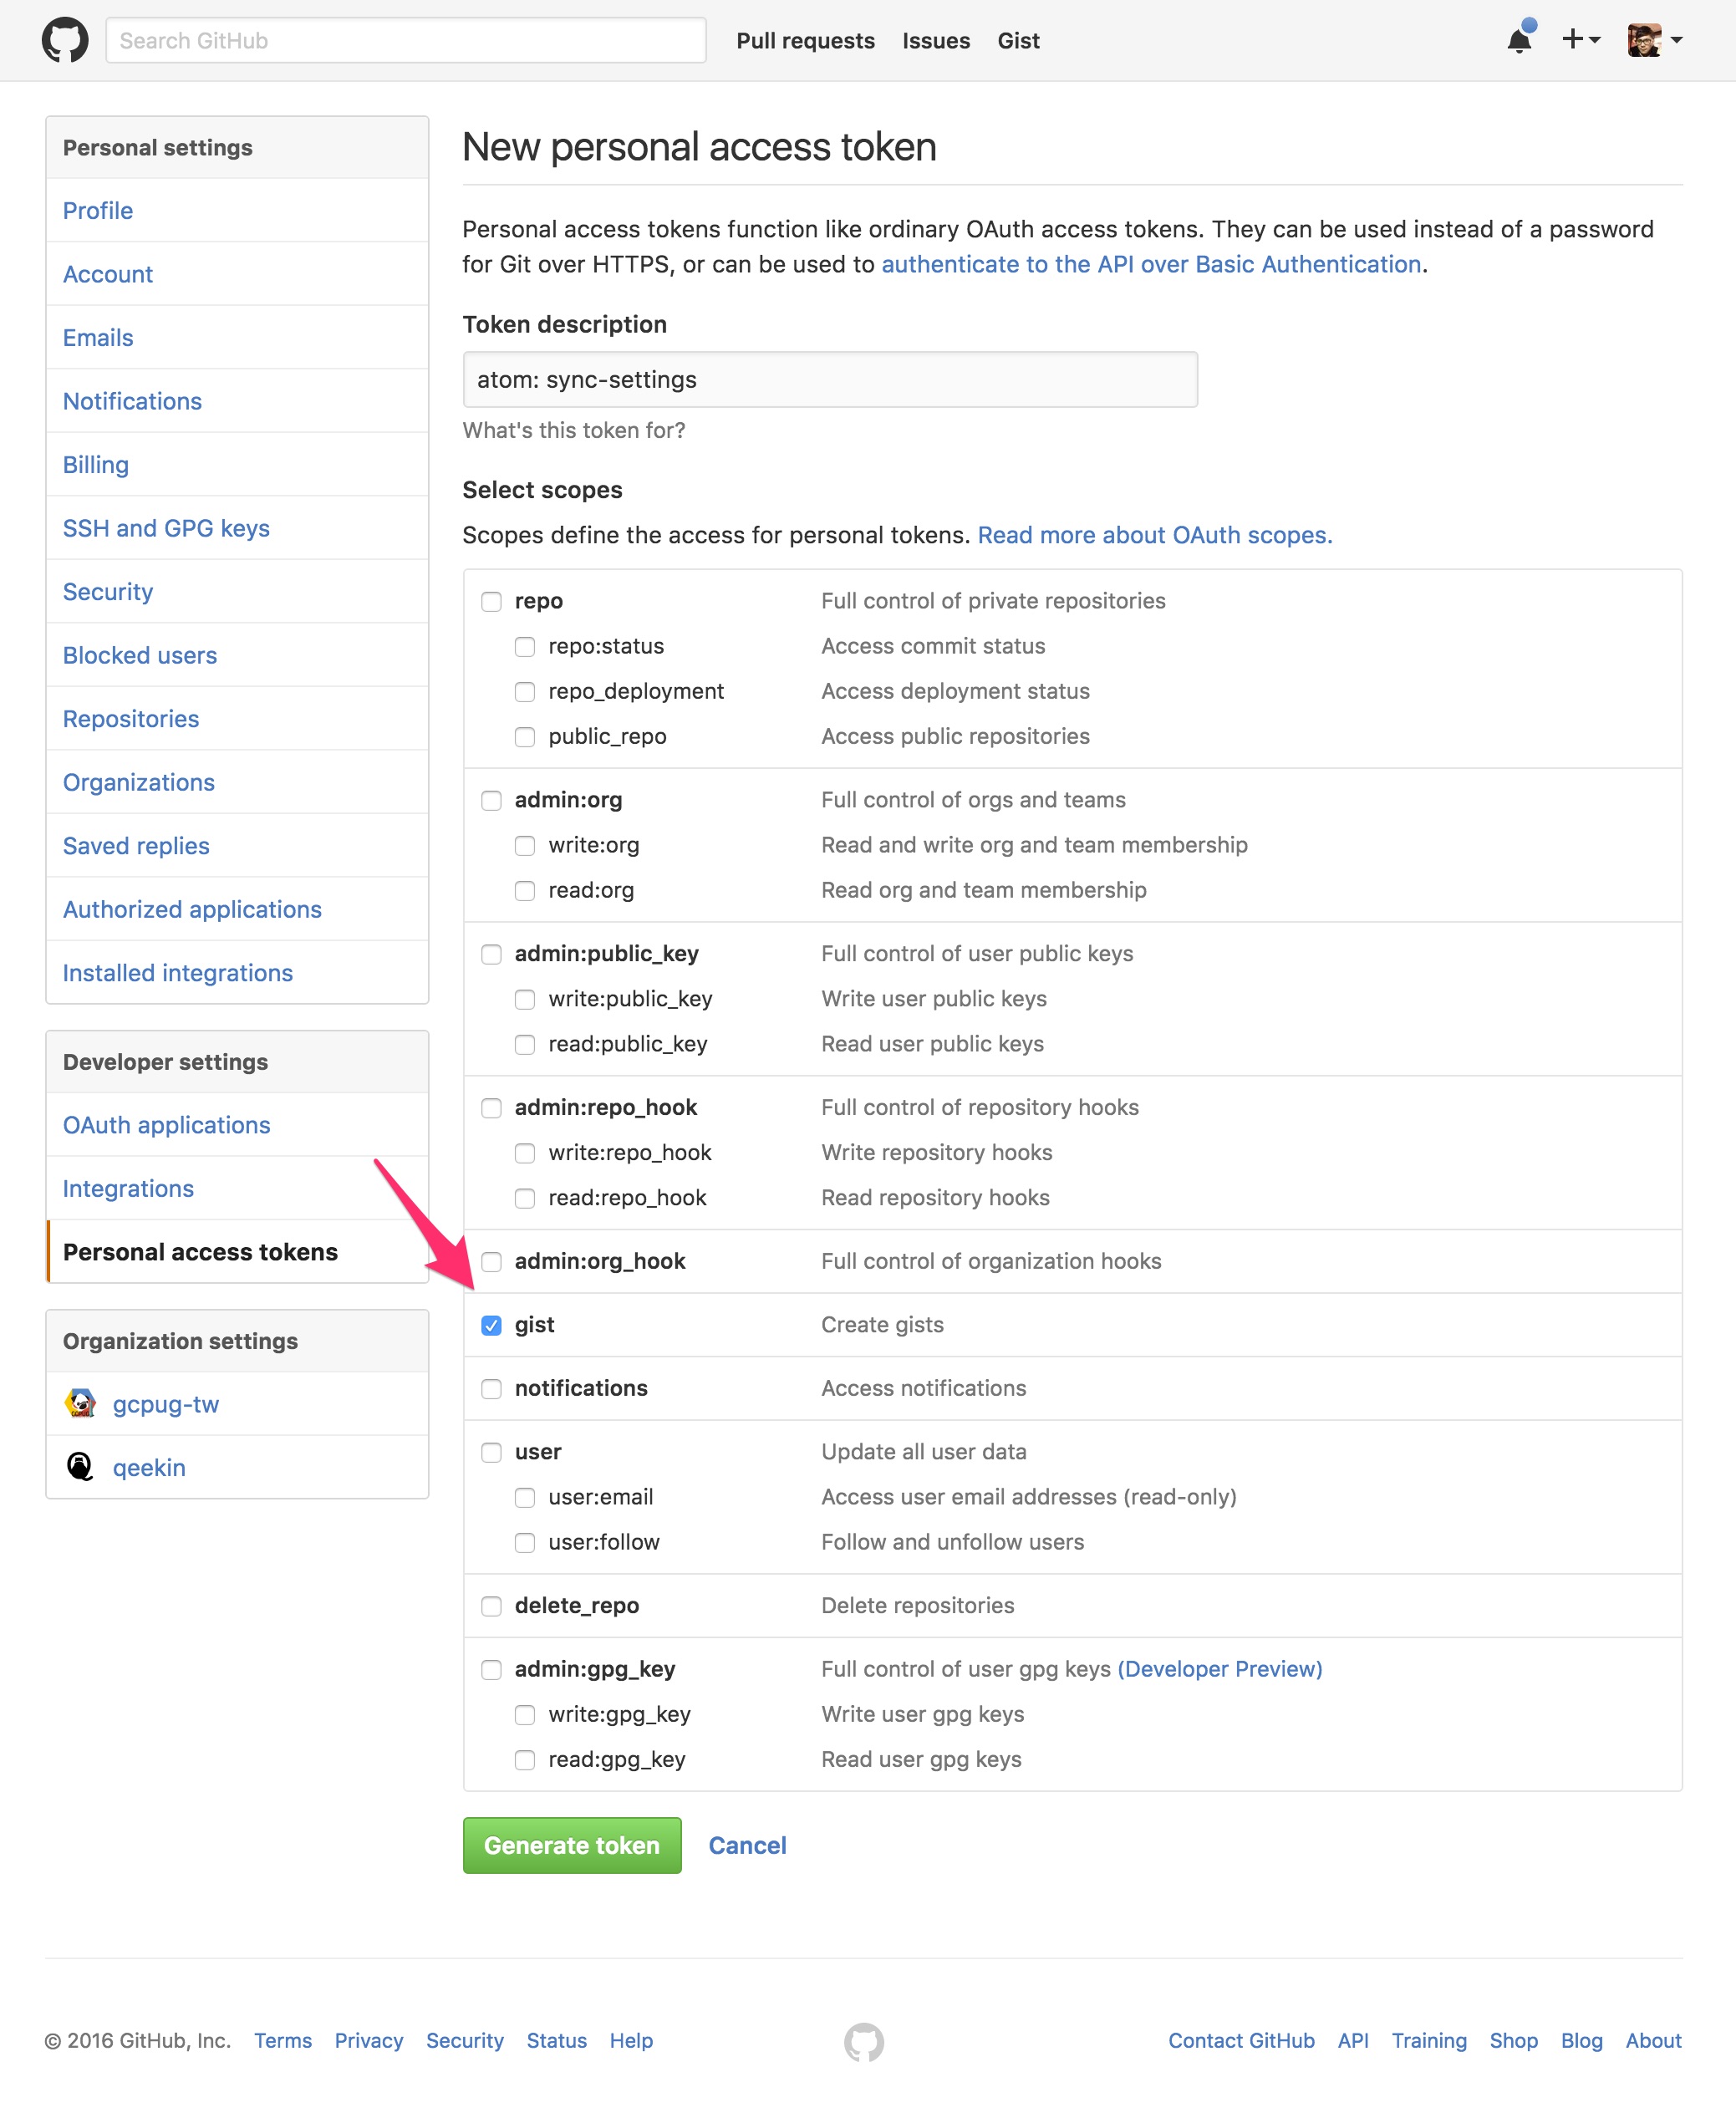 Search GitHub
Pull requests
Issues
Gist
Personal settings
Profile
Account
Emails
Notifications
Billing
SSH and GPG keys
Security
Blocked users
Repositories
Organizations
Saved replies
Authorized applications
Installed integrations
Developer settings
OAuth applications
Integrations
Personal access tokens
Organization settings
gcpug-tw
qeekin
New personal access token
Personal access tokens function like ordinary OAuth access tokens. They can be used instead of a password
for Git over HTTPS, or can be used to authenticate to the API over Basic Authentication.
Token description
atom: sync-settings
What's this token for?
Select scopes
Scopes define the access for personal tokens. Read more about OAuth scopes.
repo Full control of private repositories
repo:status Access commit status
repo_deployment Access deployment status
public_repo Access public repositories
admin:org Full control of orgs and teams
write:org Read and write org and team membership
read:org Read org and team membership
admin:public_key Full control of user public keys
write:public_key Write user public keys
read:public_key Read user public keys
admin:repo_hook Full control of repository hooks
write:repo_hook Write repository hooks
read:repo_hook Read repository hooks
admin:org_hook Full control of organization hooks
gist Create gists
notifications Access notifications
user Update all user data
user:email Access user email addresses (read-only)
user:follow Follow and unfollow users
delete_repo Delete repositories
admin:gpg_key Full control of user gpg keys (Developer Preview)
write:gpg_key Write user gpg keys
read:gpg_key Read user gpg keys
Generate token
Cancel
© 2016 GitHub, Inc. Terms Privacy Security Status Help
Contact GitHub API Training Shop Blog About